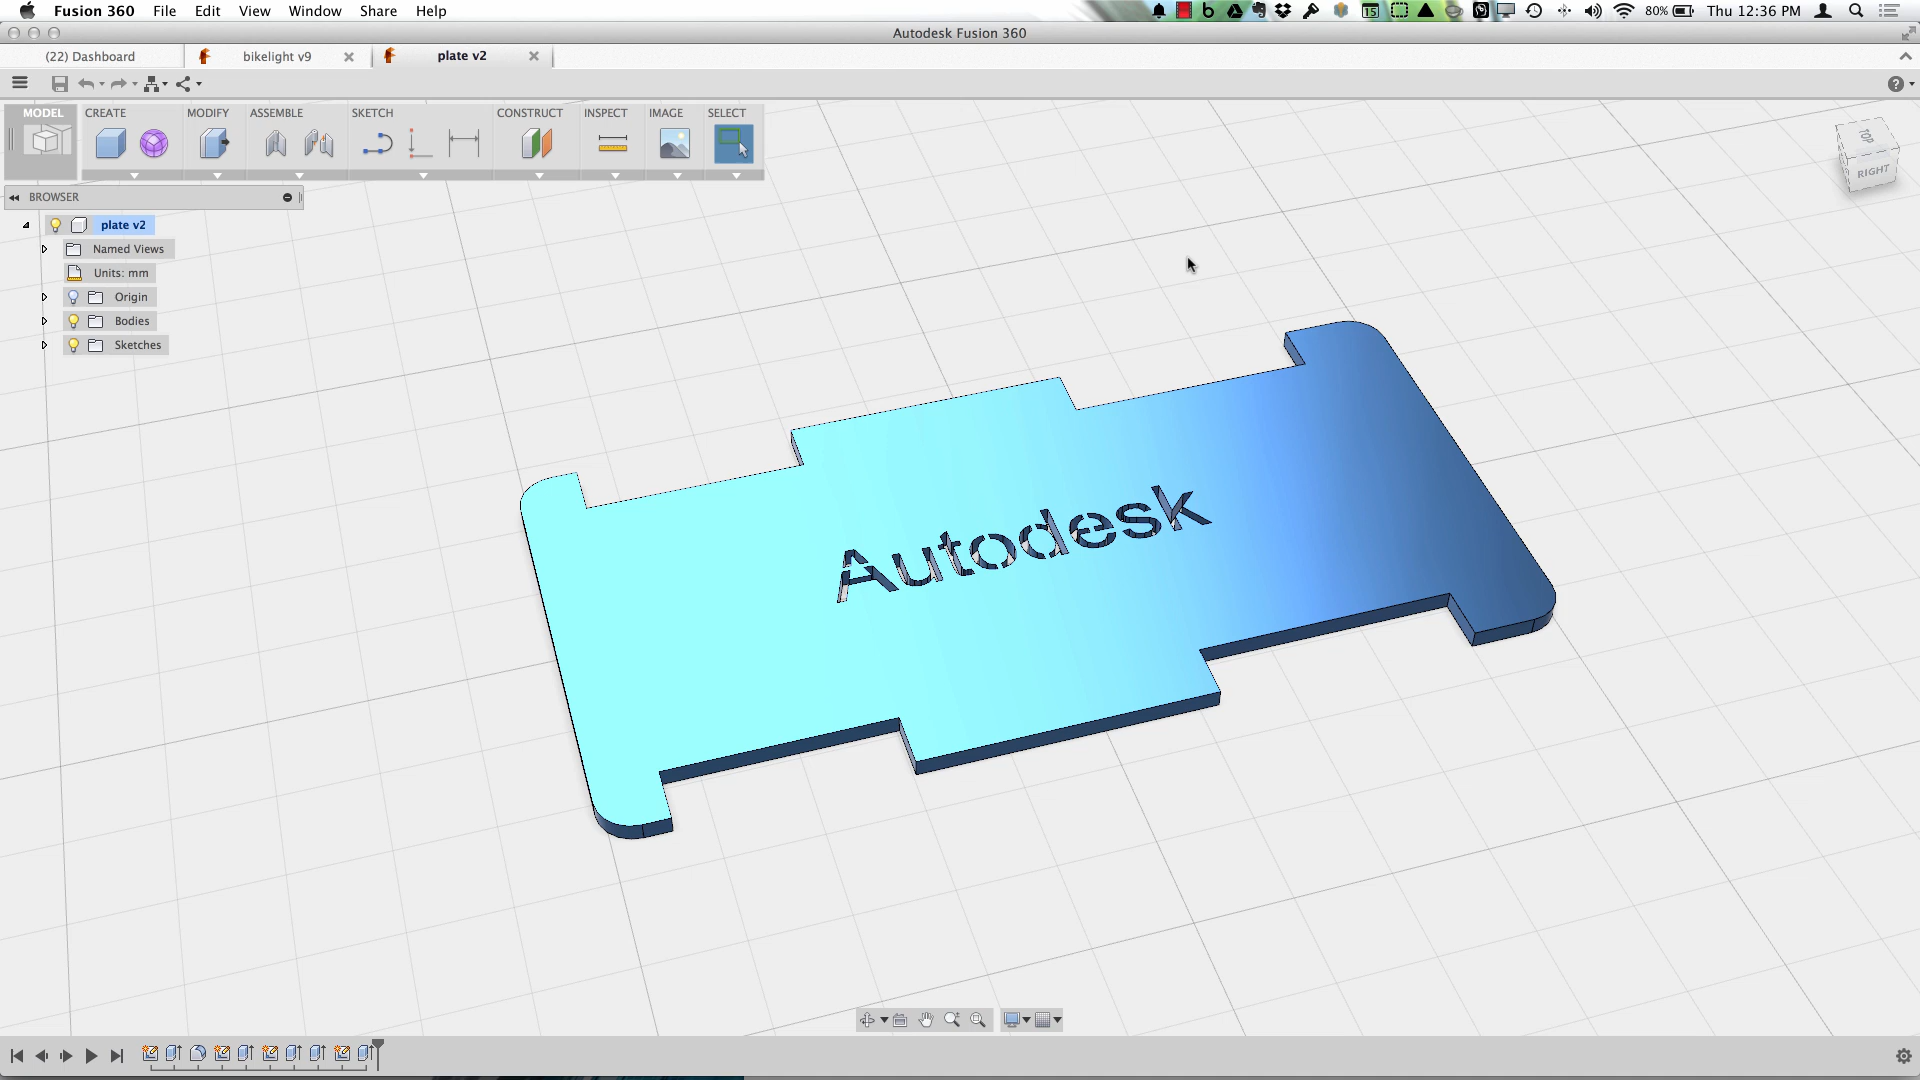 Fusion 360 File Edit View Window Share Help 15 80% Thu 12:36 PM
Autodesk Fusion 360
(22) Dashboard bikelight v9 plate v2
MODEL CREATE MODIFY ASSEMBLE SKETCH CONSTRUCT INSPECT IMAGE SELECT
TOP
RIGHT
BROWSER
plate v2
Named Views
Units: mm
Origin
Bodies
Sketches
Autodesk